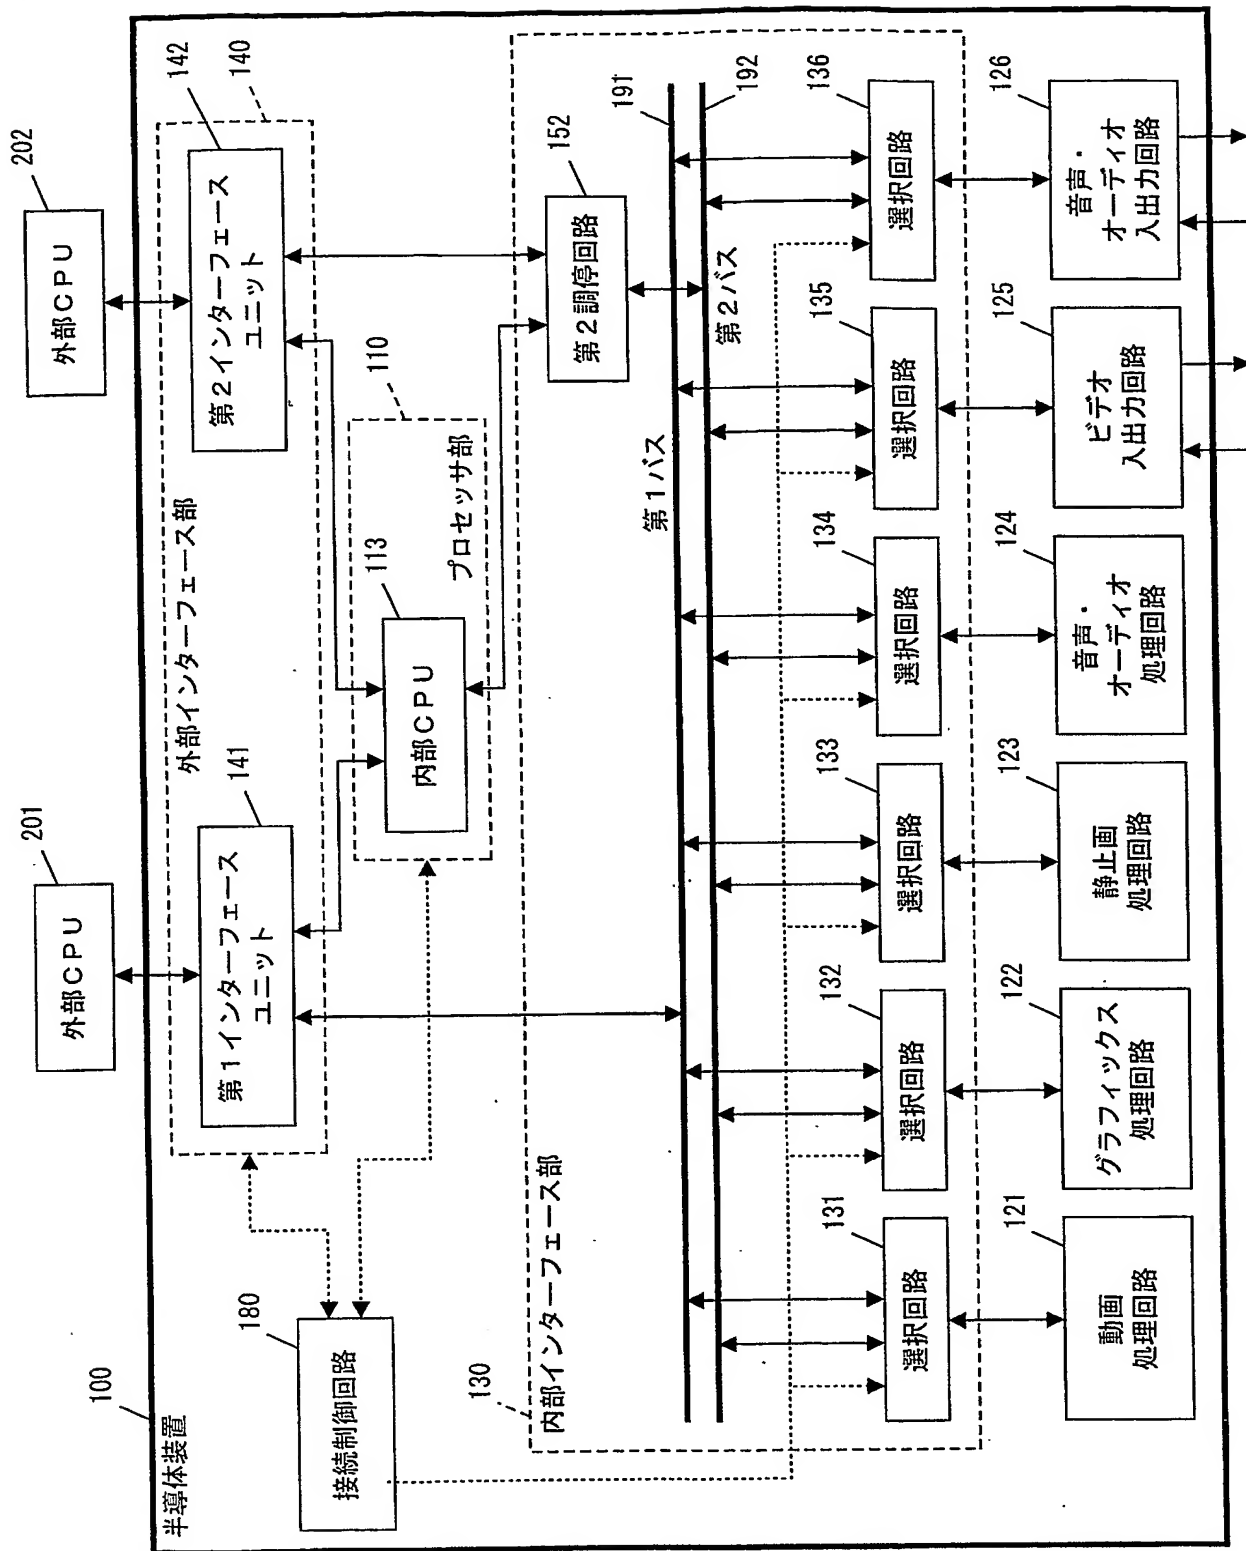 半導体装置
100
外部CPU
201
外部CPU
202
外部インターフェース部
140
第1インターフェース
ユニット
141
第2インターフェース
ユニット
142
接続制御回路
180
内部CPU
113
プロセッサ部
110
内部インターフェース部
130
第2調停回路
152
第1バス
191
第2バス
192
選択回路
131
選択回路
132
選択回路
133
選択回路
134
選択回路
135
選択回路
136
動画
処理回路
121
グラフィックス
処理回路
122
静止画
処理回路
123
音声・
オーディオ
処理回路
124
ビデオ
入出力回路
125
音声・
オーディオ
入出力回路
126